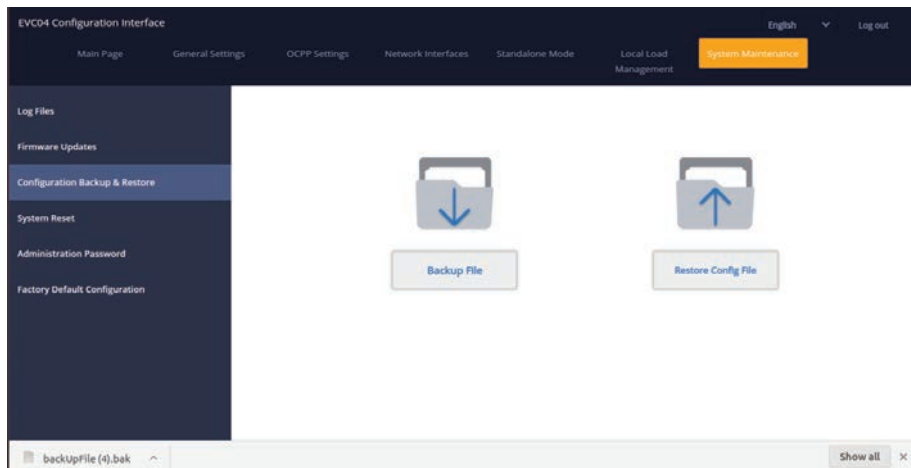 EVC04 Configuration Interface
English
Log out
Main Page
General Settings
OCPP Settings
Network Interfaces
Standalone Mode
Local Load
Management
System Maintenance
Log Files
Firmware Updates
Configuration Backup & Restore
System Reset
Administration Password
Factory Default Configuration
Backup File
Restore Config File
backUpFile (4).bak
Show all